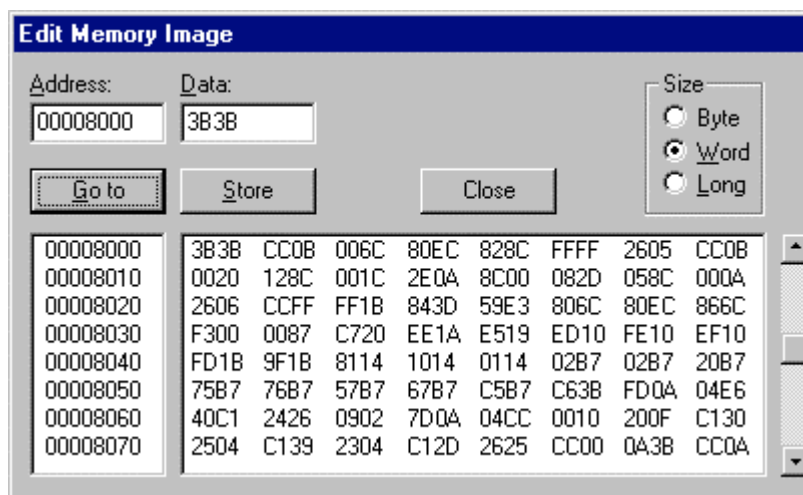 Edit Memory Image
Address: Data: Size
00008000 3B3B Byte
Word
Go to Store Close Long
00008000 3B3B CC0B 006C 80EC 828C FFFF 2605 CC0B
00008010 0020 128C 001C 2E0A 8C00 082D 058C 000A
00008020 2606 CCFF FF1B 843D 59E3 806C 80EC 866C
00008030 F300 0087 C720 EE1A E519 ED10 FE10 EF10
00008040 FD1B 9F1B 8114 1014 0114 02B7 02B7 20B7
00008050 75B7 76B7 57B7 67B7 C5B7 C63B FD0A 04E6
00008060 40C1 2426 0902 7D0A 04CC 0010 200F C130
00008070 2504 C139 2304 C12D 2625 CC00 0A3B CC0A